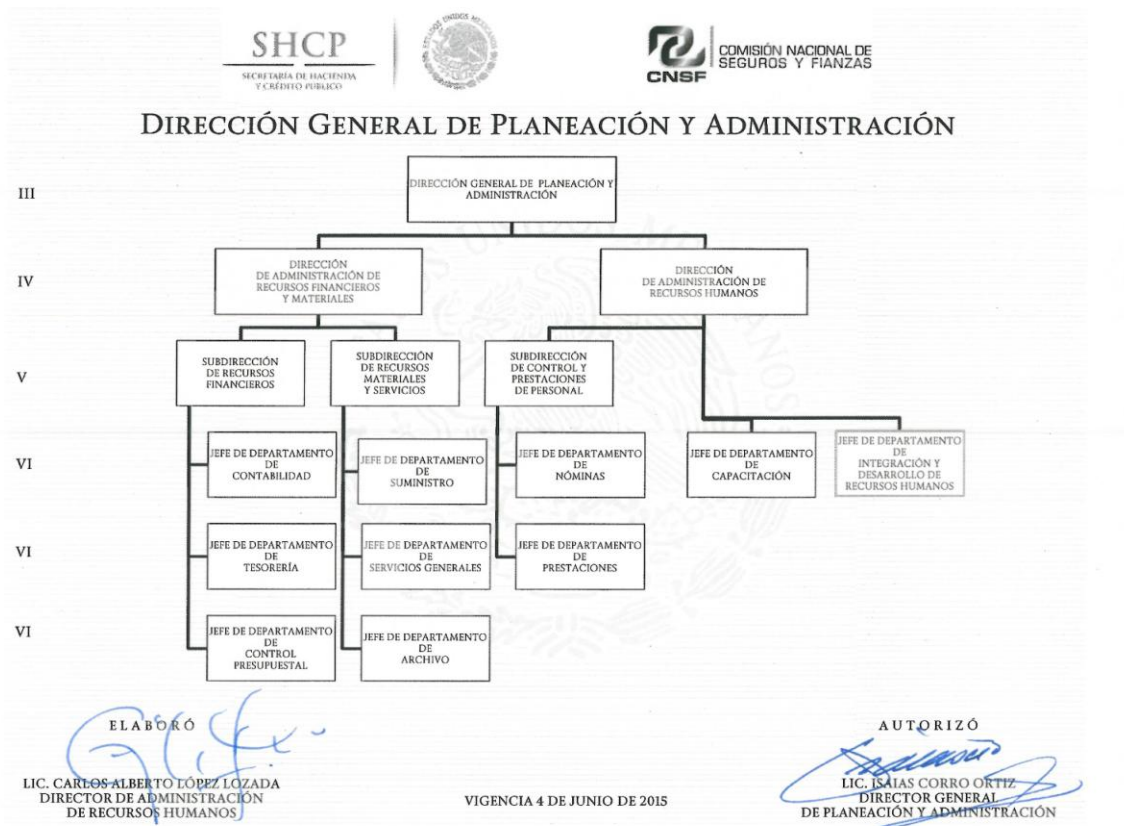 SHCP
SECRETARÍA DE HACIENDA
Y CRÉDITO PÚBLICO
ESTADOS UNIDOS MEXICANOS
CNSF
COMISIÓN NACIONAL DE
SEGUROS Y FIANZAS
DIRECCIÓN GENERAL DE PLANEACIÓN Y ADMINISTRACIÓN
III
DIRECCIÓN GENERAL DE PLANEACIÓN Y
ADMINISTRACIÓN
IV
DIRECCIÓN
DE ADMINISTRACIÓN DE
RECURSOS FINANCIEROS
Y MATERIALES
DIRECCIÓN
DE ADMINISTRACIÓN DE
RECURSOS HUMANOS
V
SUBDIRECCIÓN
DE RECURSOS
FINANCIEROS
SUBDIRECCIÓN
DE RECURSOS
MATERIALES
Y SERVICIOS
SUBDIRECCIÓN
DE CONTROL Y
PRESTACIONES
DE PERSONAL
VI
JEFE DE DEPARTAMENTO
DE
CONTABILIDAD
JEFE DE DEPARTAMENTO
DE
SUMINISTRO
JEFE DE DEPARTAMENTO
DE
NÓMINAS
JEFE DE DEPARTAMENTO
DE
CAPACITACIÓN
JEFE DE DEPARTAMENTO
DE
INTEGRACIÓN Y
DESARROLLO DE
RECURSOS HUMANOS
VI
JEFE DE DEPARTAMENTO
DE
TESORERÍA
JEFE DE DEPARTAMENTO
DE
SERVICIOS GENERALES
JEFE DE DEPARTAMENTO
DE
PRESTACIONES
VI
JEFE DE DEPARTAMENTO
DE
CONTROL
PRESUPUESTAL
JEFE DE DEPARTAMENTO
DE
ARCHIVO
ELABORÓ
LIC. CARLOS ALBERTO LÓPEZ LOZADA
DIRECTOR DE ADMINISTRACIÓN
DE RECURSOS HUMANOS
VIGENCIA 4 DE JUNIO DE 2015
AUTORIZÓ
LIC. ISAIAS CORRO ORTIZ
DIRECTOR GENERAL
DE PLANEACIÓN Y ADMINISTRACIÓN